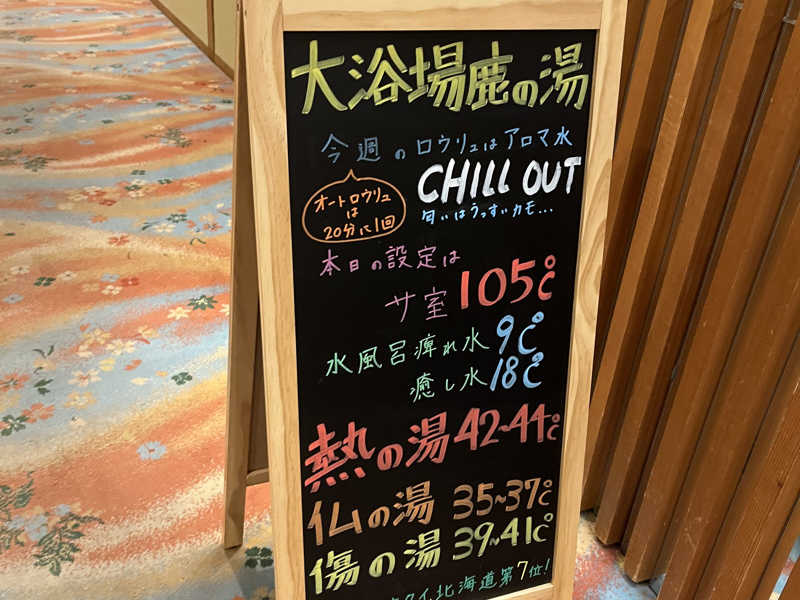 大浴場鹿の湯
今週のロウリュはアロマ水
CHILL OUT
匂いはうっすいカモ...
オートロウリュ
は
20分に1回
本日の設定は
サ室 105℃
水風呂痺れ水 9℃
癒し水 18℃
熱の湯 42~44℃
仏の湯 35~37℃
傷の湯 39~41℃
北海道第7位!